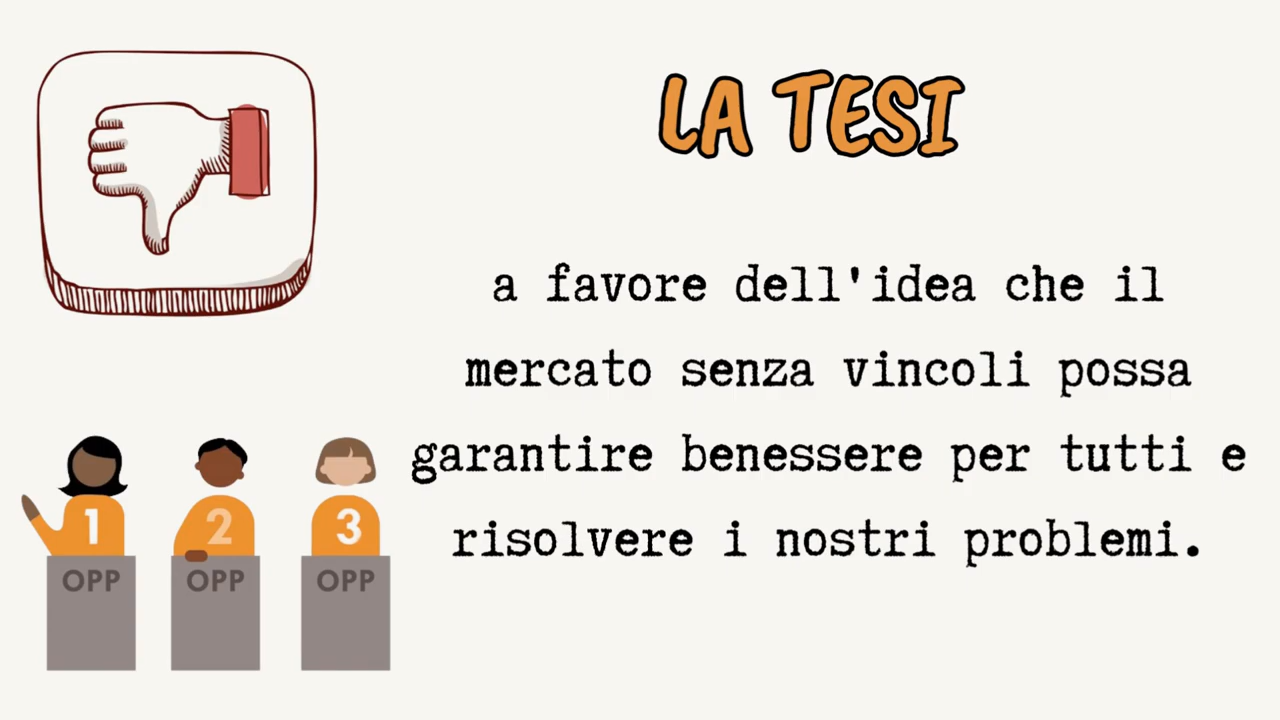 LA TESI
a favore dell'idea che il
mercato senza vincoli possa
garantire benessere per tutti e
risolvere i nostri problemi.
1 2 3
OPP OPP OPP